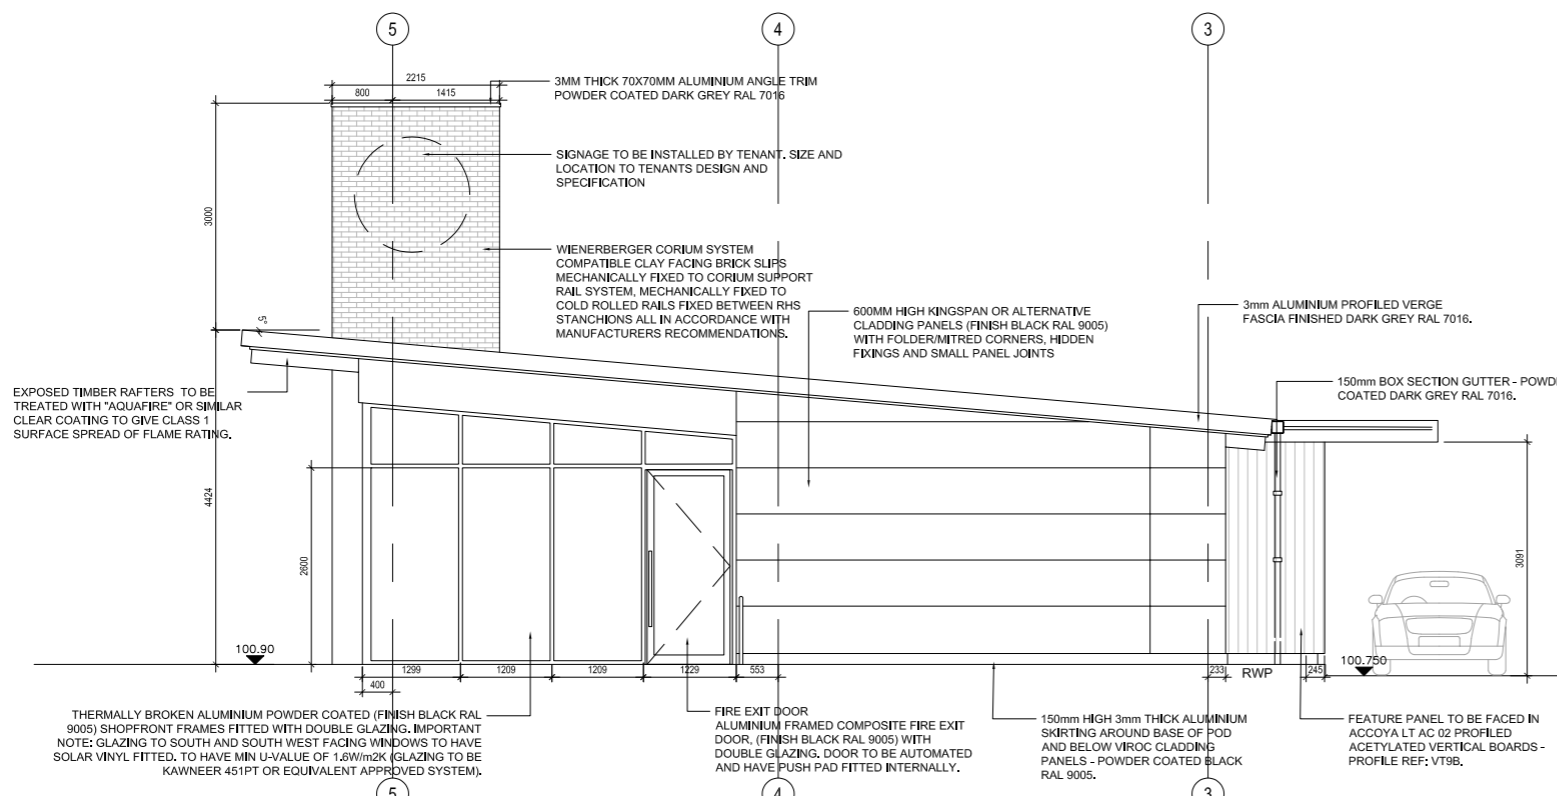 5
4
3
2215
800
1415
3MM THICK 70X70MM ALUMINIUM ANGLE TRIM
POWDER COATED DARK GREY RAL 7016
SIGNAGE TO BE INSTALLED BY TENANT. SIZE AND
LOCATION TO TENANTS DESIGN AND
SPECIFICATION
3000
WIENERBERGER CORIUM SYSTEM
COMPATIBLE CLAY FACING BRICK SLIPS
MECHANICALLY FIXED TO CORIUM SUPPORT
RAIL SYSTEM, MECHANICALLY FIXED TO
COLD ROLLED RAILS FIXED BETWEEN RHS
STANCHIONS ALL IN ACCORDANCE WITH
MANUFACTURERS RECOMMENDATIONS.
600MM HIGH KINGSPAN OR ALTERNATIVE
CLADDING PANELS (FINISH BLACK RAL 9005)
WITH FOLDER/MITRED CORNERS, HIDDEN
FIXINGS AND SMALL PANEL JOINTS
3mm ALUMINIUM PROFILED VERGE
FASCIA FINISHED DARK GREY RAL 7016.
5°
150mm BOX SECTION GUTTER - POWD
COATED DARK GREY RAL 7016.
EXPOSED TIMBER RAFTERS TO BE
TREATED WITH "AQUAFIRE" OR SIMILAR
CLEAR COATING TO GIVE CLASS 1
SURFACE SPREAD OF FLAME RATING.
4424
2600
3091
100.90
100.750
1299
1209
1209
1229
553
233
RWP
245
400
THERMALLY BROKEN ALUMINIUM POWDER COATED (FINISH BLACK RAL
9005) SHOPFRONT FRAMES FITTED WITH DOUBLE GLAZING. IMPORTANT
NOTE: GLAZING TO SOUTH AND SOUTH WEST FACING WINDOWS TO HAVE
SOLAR VINYL FITTED. TO HAVE MIN U-VALUE OF 1.6W/m2K (GLAZING TO BE
KAWNEER 451PT OR EQUIVALENT APPROVED SYSTEM).
FIRE EXIT DOOR
ALUMINIUM FRAMED COMPOSITE FIRE EXIT
DOOR, (FINISH BLACK RAL 9005) WITH
DOUBLE GLAZING. DOOR TO BE AUTOMATED
AND HAVE PUSH PAD FITTED INTERNALLY.
150mm HIGH 3mm THICK ALUMINIUM
SKIRTING AROUND BASE OF POD
AND BELOW VIROC CLADDING
PANELS - POWDER COATED BLACK
RAL 9005.
FEATURE PANEL TO BE FACED IN
ACCOYA LT AC 02 PROFILED
ACETYLATED VERTICAL BOARDS -
PROFILE REF: VT9B.
5
4
3